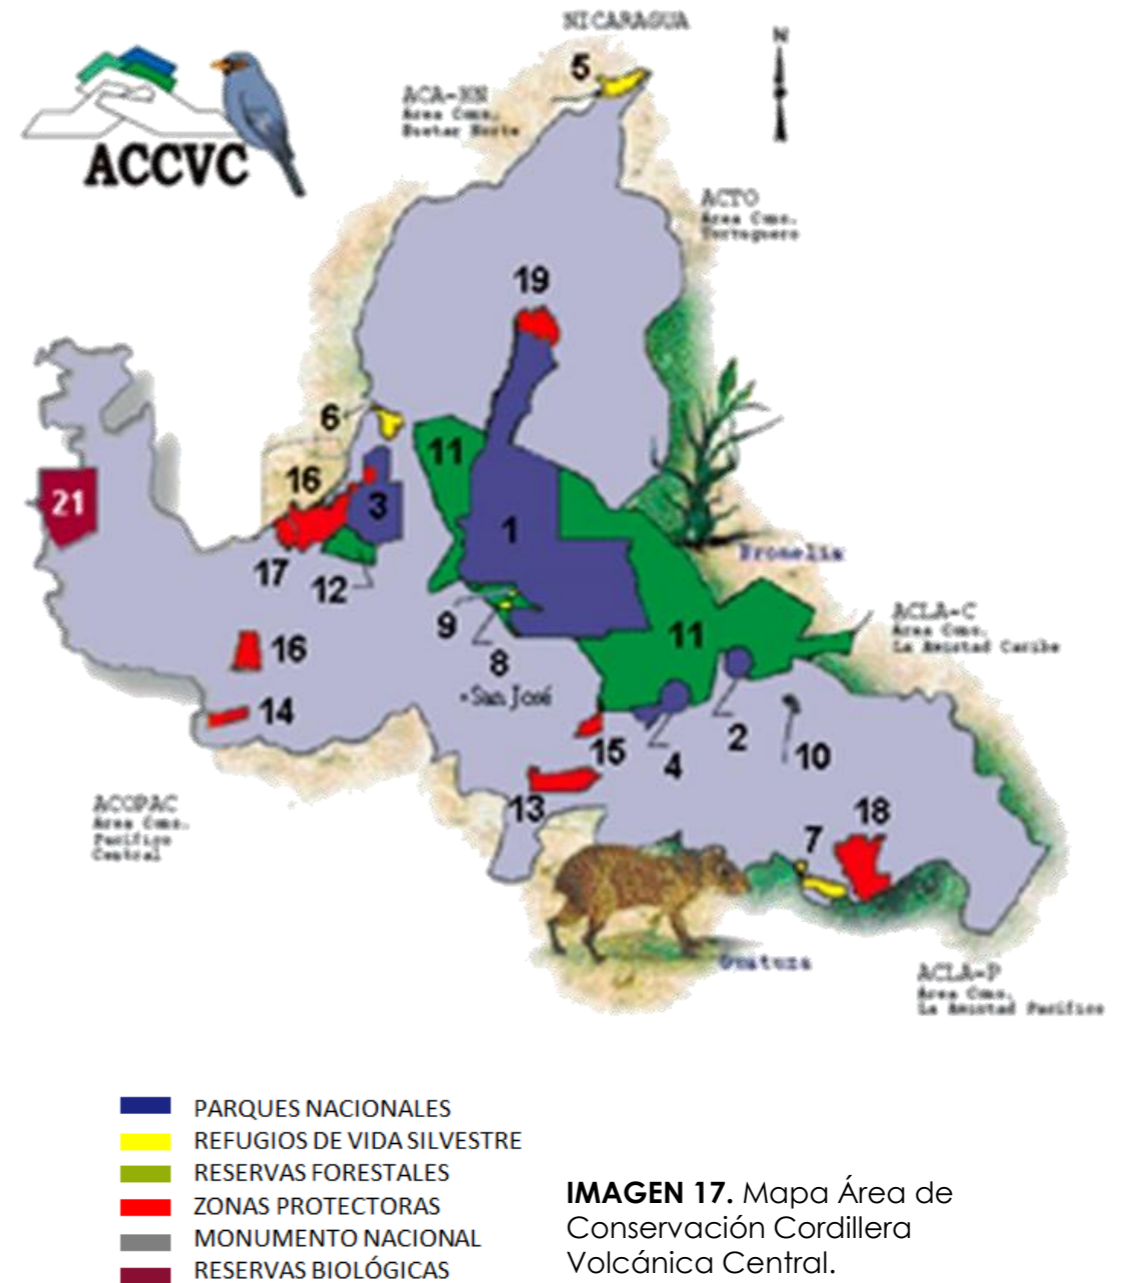 NICARAGUA
N
5
ACA-HN
Area Cons.
Huetar Norte
ACCVC
ACTO
Area Cons.
Tortuguero
19
6
11
16
21
3
1
17
12
Bromelia
9
ACLA-C
Area Cons.
La Amistad Caribe
11
16
8
San José
14
2
15
4
10
13
ACOPAC
Area Cons.
Pacífico
Central
18
7
Guatuza
ACLA-P
Area Cons.
La Amistad Pacífico
PARQUES NACIONALES
REFUGIOS DE VIDA SILVESTRE
RESERVAS FORESTALES
ZONAS PROTECTORAS
MONUMENTO NACIONAL
RESERVAS BIOLÓGICAS
IMAGEN 17. Mapa Área de
Conservación Cordillera
Volcánica Central.